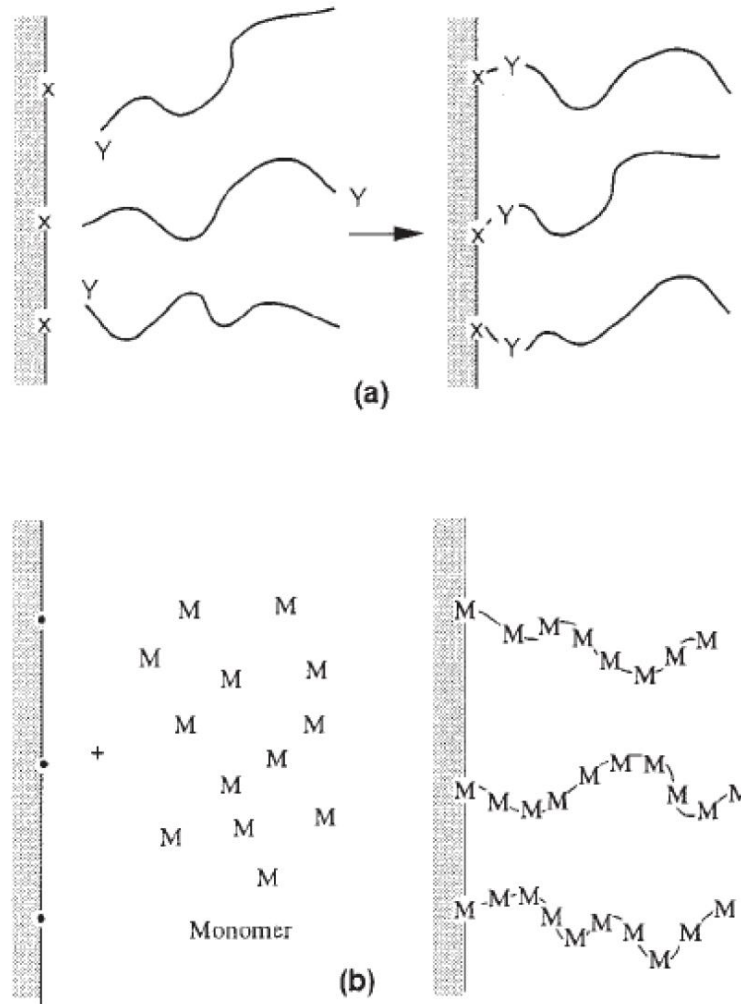 X Y X Y
X Y X Y
Y
X X Y
(a)
M M M
M M M M M
M M M M
M M M
M M M M M M M
+ M M M M
M M M M M M M M M
M M M
M M M M M M
M M M M
Monomer
(b)